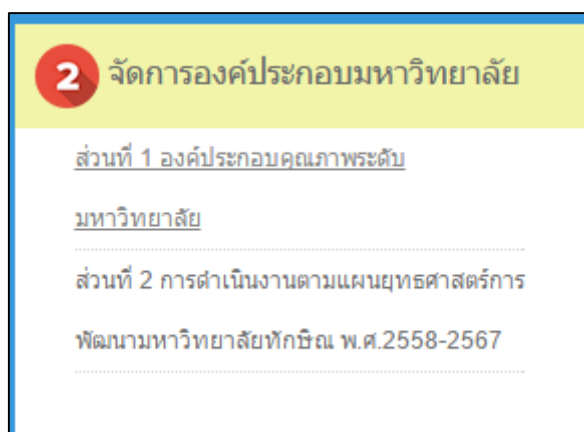 2 จัดการองค์ประกอบมหาวิทยาลัย
ส่วนที่ 1 องค์ประกอบคุณภาพระดับ
มหาวิทยาลัย
ส่วนที่ 2 การดำเนินงานตามแผนยุทธศาสตร์การ
พัฒนามหาวิทยาลัยทักษิณ พ.ศ.2558-2567